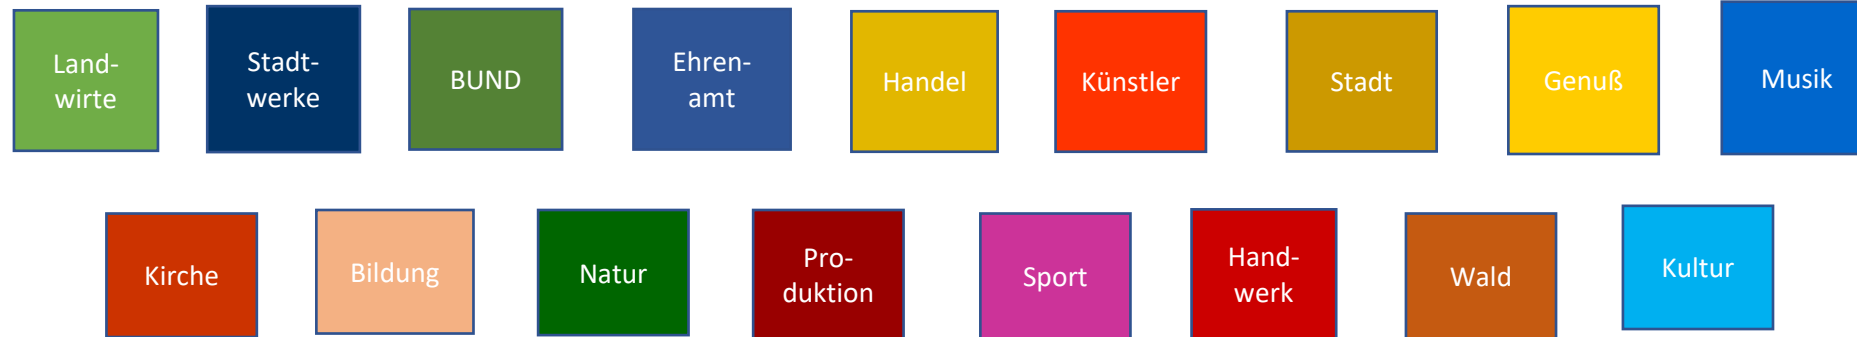 Land-
wirte
Stadt-
werke
BUND
Ehren-
amt
Handel
Künstler
Stadt
Genuß
Musik
Kirche
Bildung
Natur
Pro-
duktion
Sport
Hand-
werk
Wald
Kultur